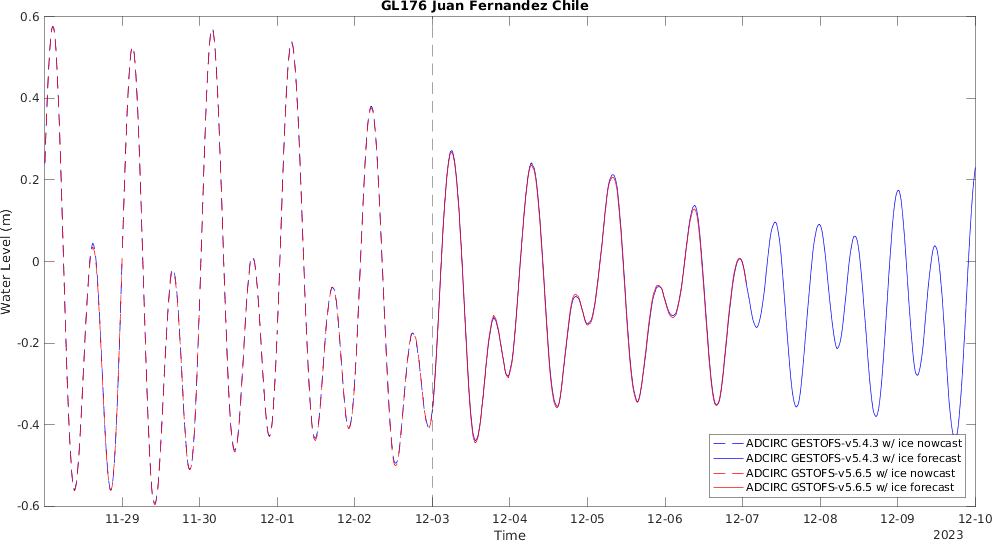 GL176 Juan Fernandez Chile
0.6
0.4
0.2
0
-0.2
-0.4
-0.6
Water Level (m)
11-29
11-30
12-01
12-02
12-03
12-04
12-05
12-06
12-07
12-08
12-09
12-10
Time
2023
ADCIRC GESTOFS-v5.4.3 w/ ice nowcast
ADCIRC GESTOFS-v5.4.3 w/ ice forecast
ADCIRC GSTOFS-v5.6.5 w/ ice nowcast
ADCIRC GSTOFS-v5.6.5 w/ ice forecast